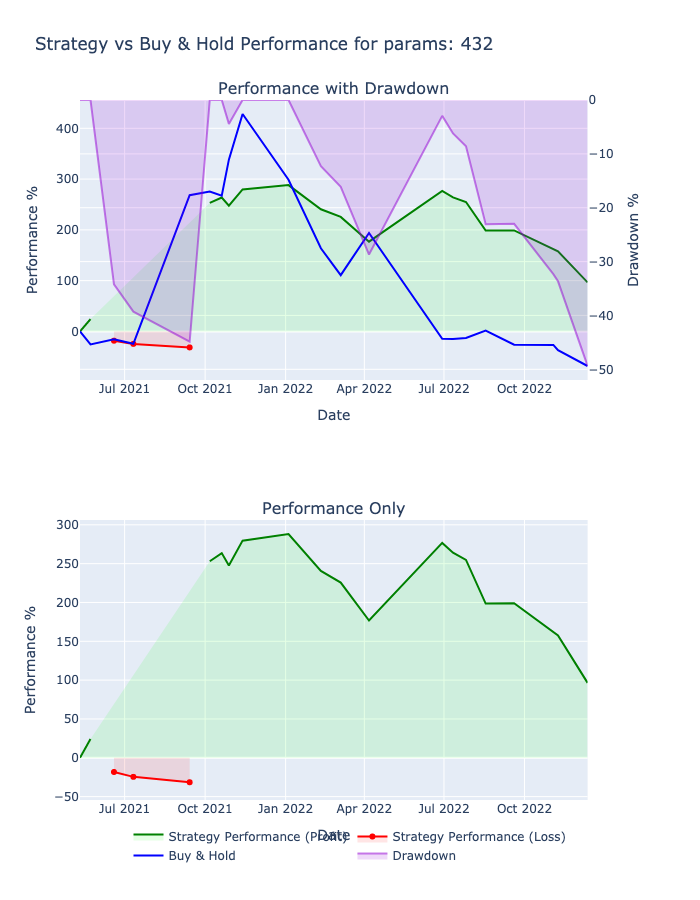 Strategy vs Buy & Hold Performance for params: 432
Performance with Drawdown
400
300
200
100
0
Performance %
0
−10
−20
−30
−40
−50
Drawdown %
Jul 2021
Oct 2021
Jan 2022
Apr 2022
Jul 2022
Oct 2022
Date
Performance Only
300
250
200
150
100
50
0
−50
Performance %
Jul 2021
Oct 2021
Jan 2022
Apr 2022
Jul 2022
Oct 2022
Date
Strategy Performance (Profit)
Strategy Performance (Loss)
Buy & Hold
Drawdown